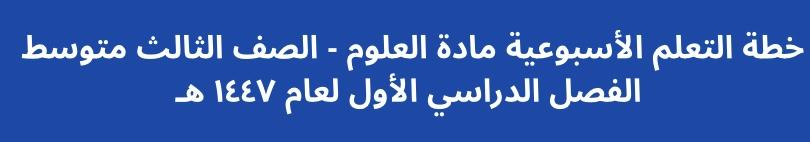 خطة التعلم الأسبوعية مادة العلوم - الصف الثالث متوسط
الفصل الدراسي الأول لعام ١٤٤٧ هـ